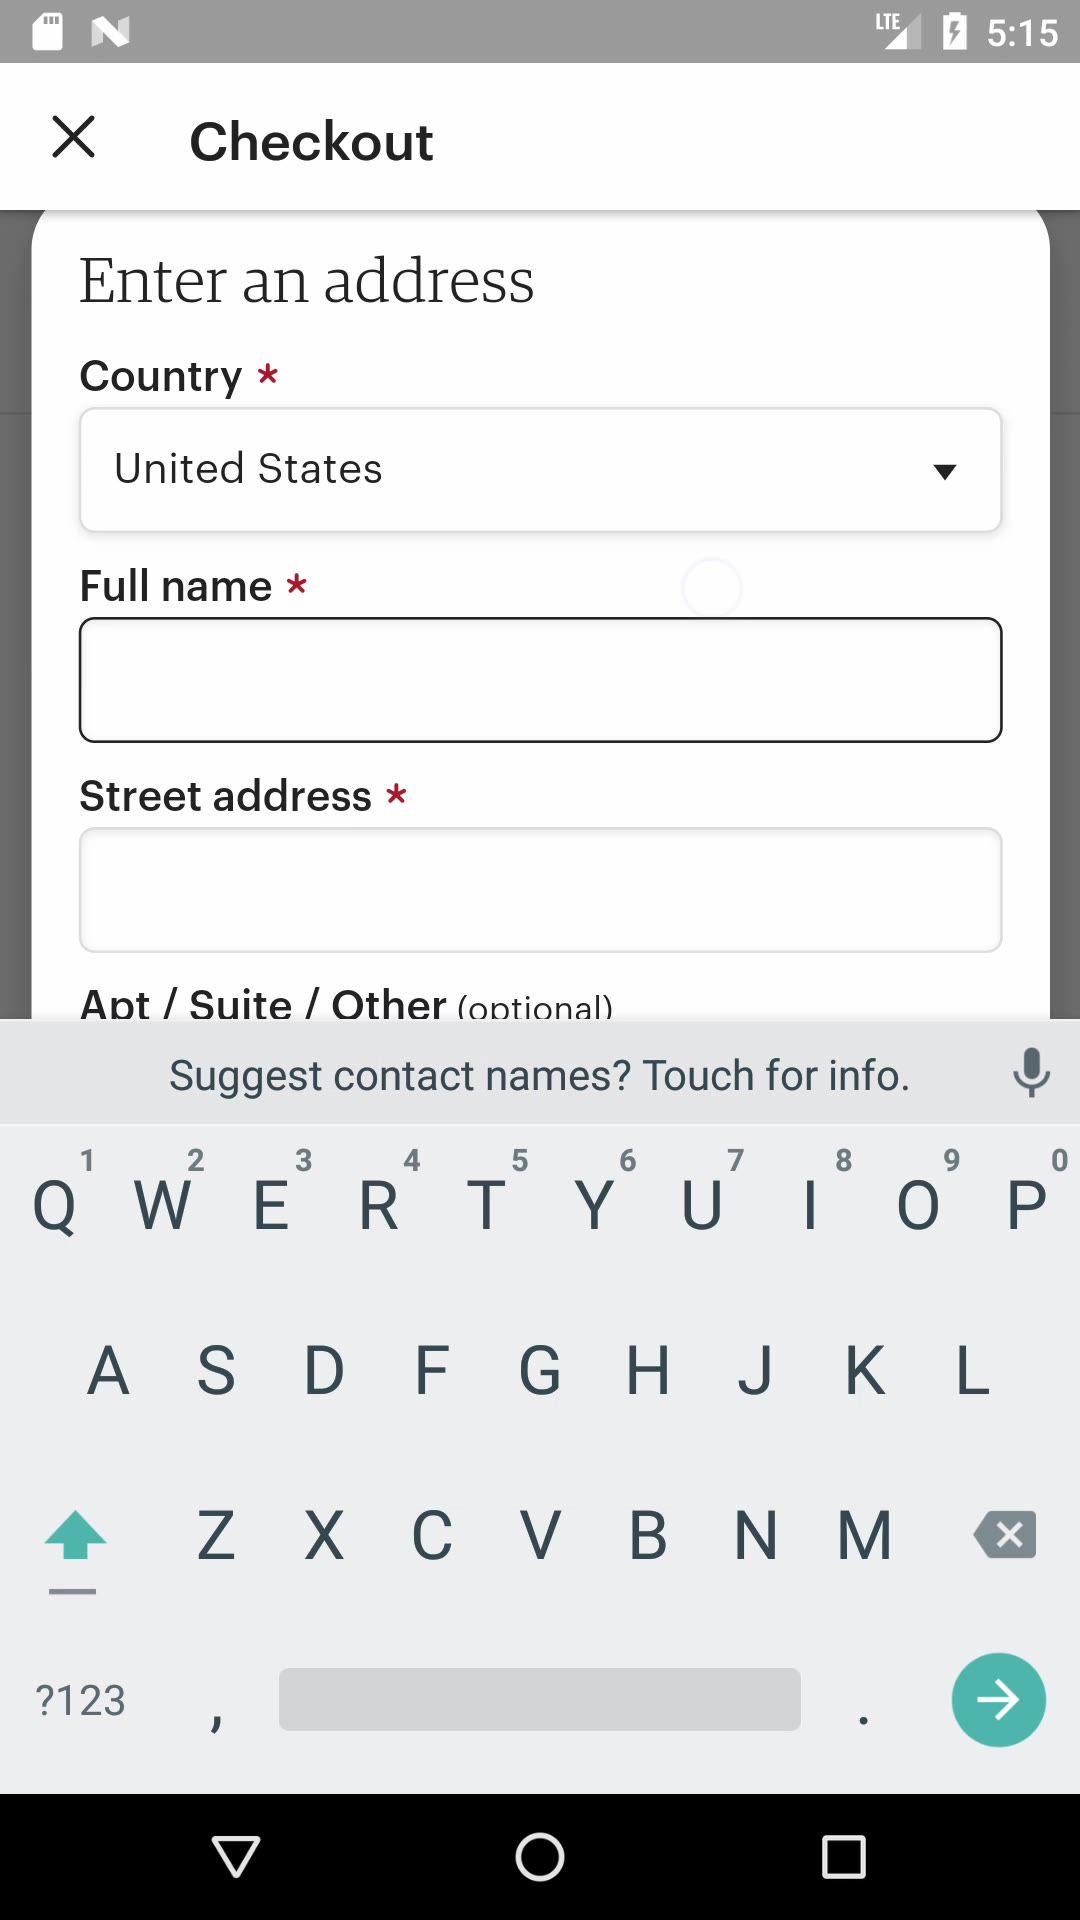 LTE 5:15
Checkout
Enter an address
Country *
United States
Full name *
Street address *
Apt / Suite / Other (optional)
Suggest contact names? Touch for info.
1 2 3 4 5 6 7 8 9 0
Q W E R T Y U I O P
A S D F G H J K L
Z X C V B N M
?123 , .